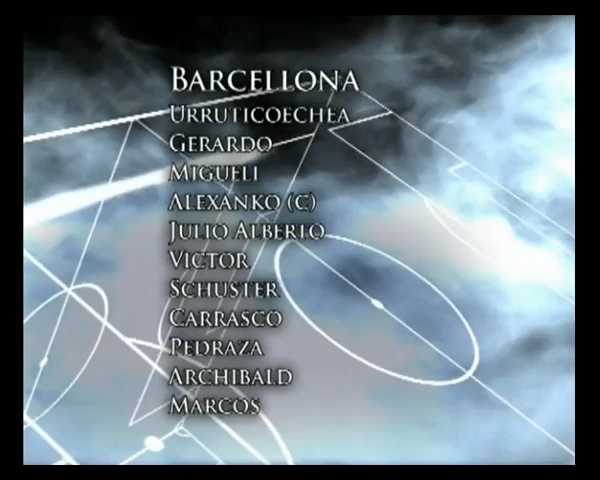 BARCELLONA
URRUTICOECHEA
GERARDO
MIGUELI
ALEXANKO (C)
JULIO ALBERTO
VICTOR
SCHUSTER
CARRASCO
PEDRAZA
ARCHIBALD
MARCOS